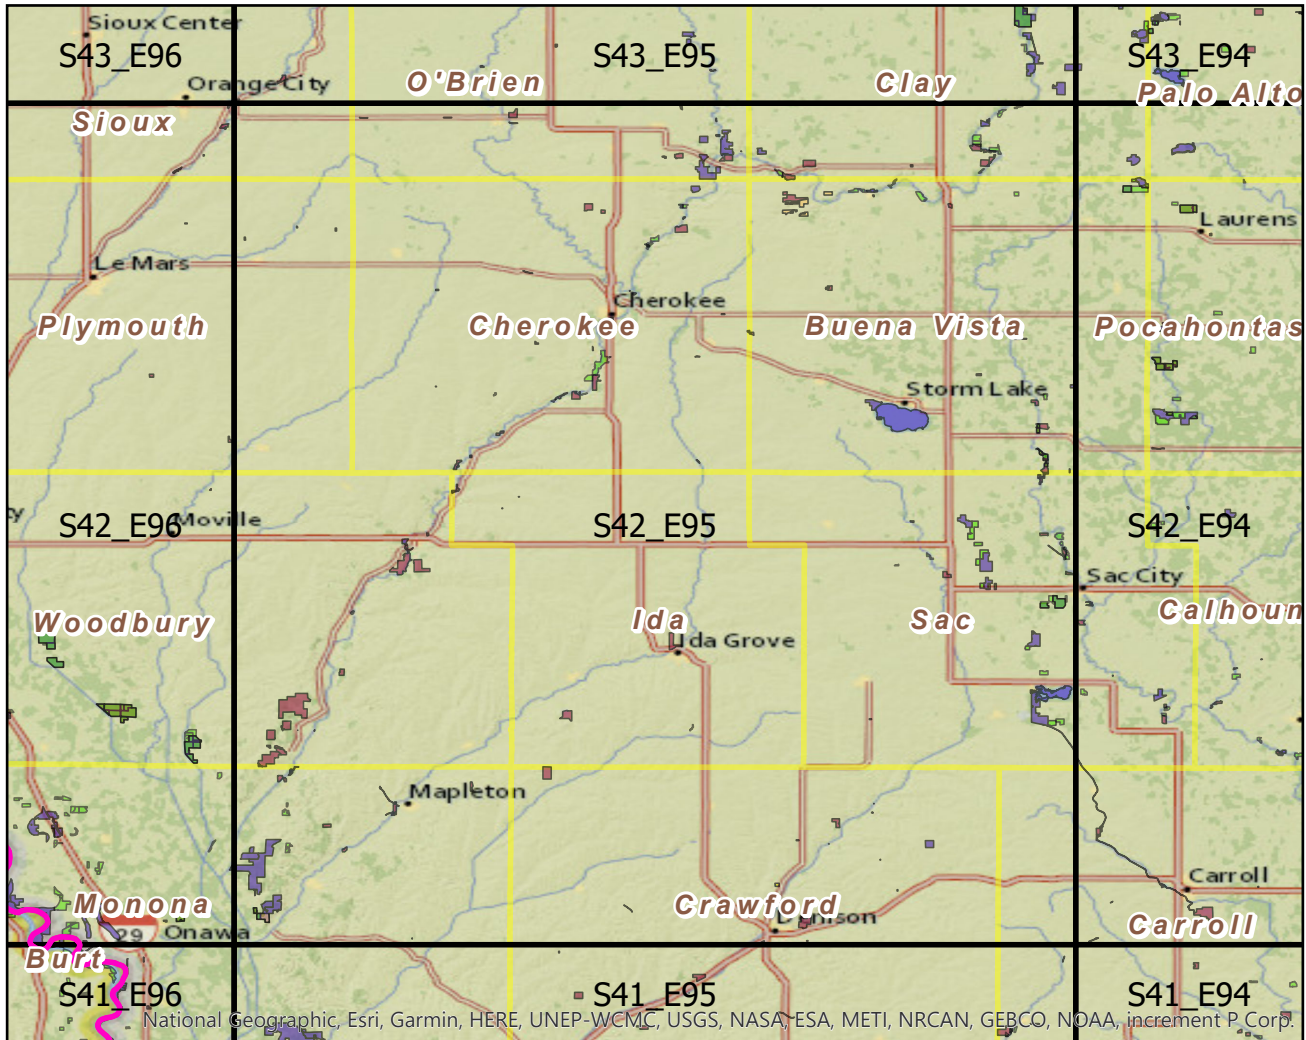 Sioux Center
S43_E96
S43_E95
S43_E94
Orange City
O'Brien
Clay
Palo Alto
Sioux
Laurens
Le Mars
Cherokee
Plymouth
Cherokee
Buena Vista
Pocahontas
Storm Lake
ty
Moville
S42_E96
S42_E95
S42_E94
Sac City
Woodbury
Ida
Sac
Calhoun
Ida Grove
Mapleton
Carroll
Monona
Crawford
Denison
Carroll
29
Onawa
Burt
S41_E96
S41_E95
S41_E94
National Geographic, Esri, Garmin, HERE, UNEP-WCMC, USGS, NASA, ESA, METI, NRCAN, GEBCO, NOAA, increment P Corp.